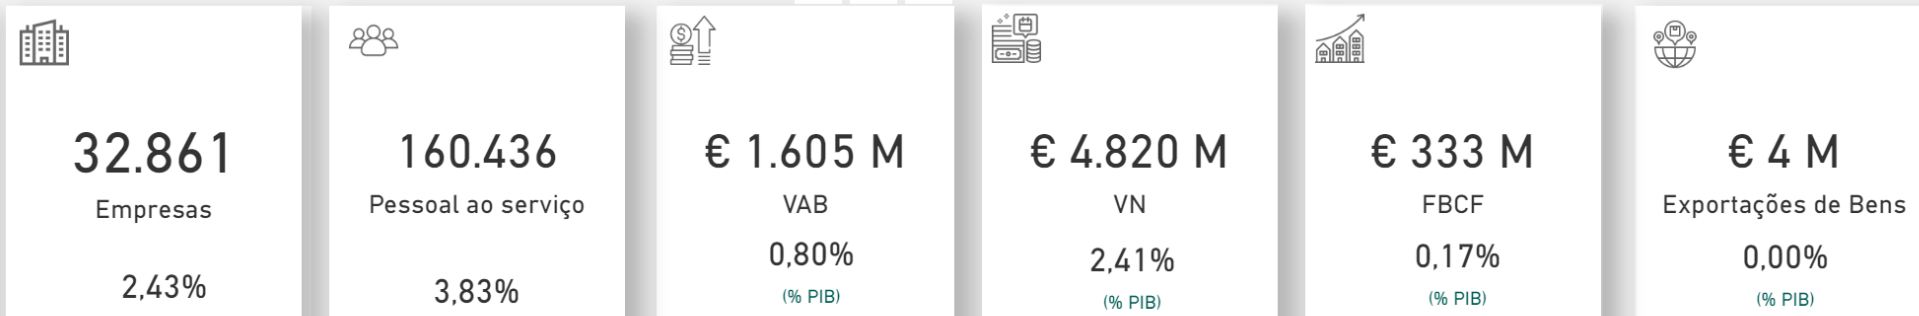 32.861
Empresas
2,43%
160.436
Pessoal ao serviço
3,83%
€ 1.605 M
VAB
0,80%
(% PIB)
€ 4.820 M
VN
2,41%
(% PIB)
€ 333 M
FBCF
0,17%
(% PIB)
€ 4 M
Exportações de Bens
0,00%
(% PIB)